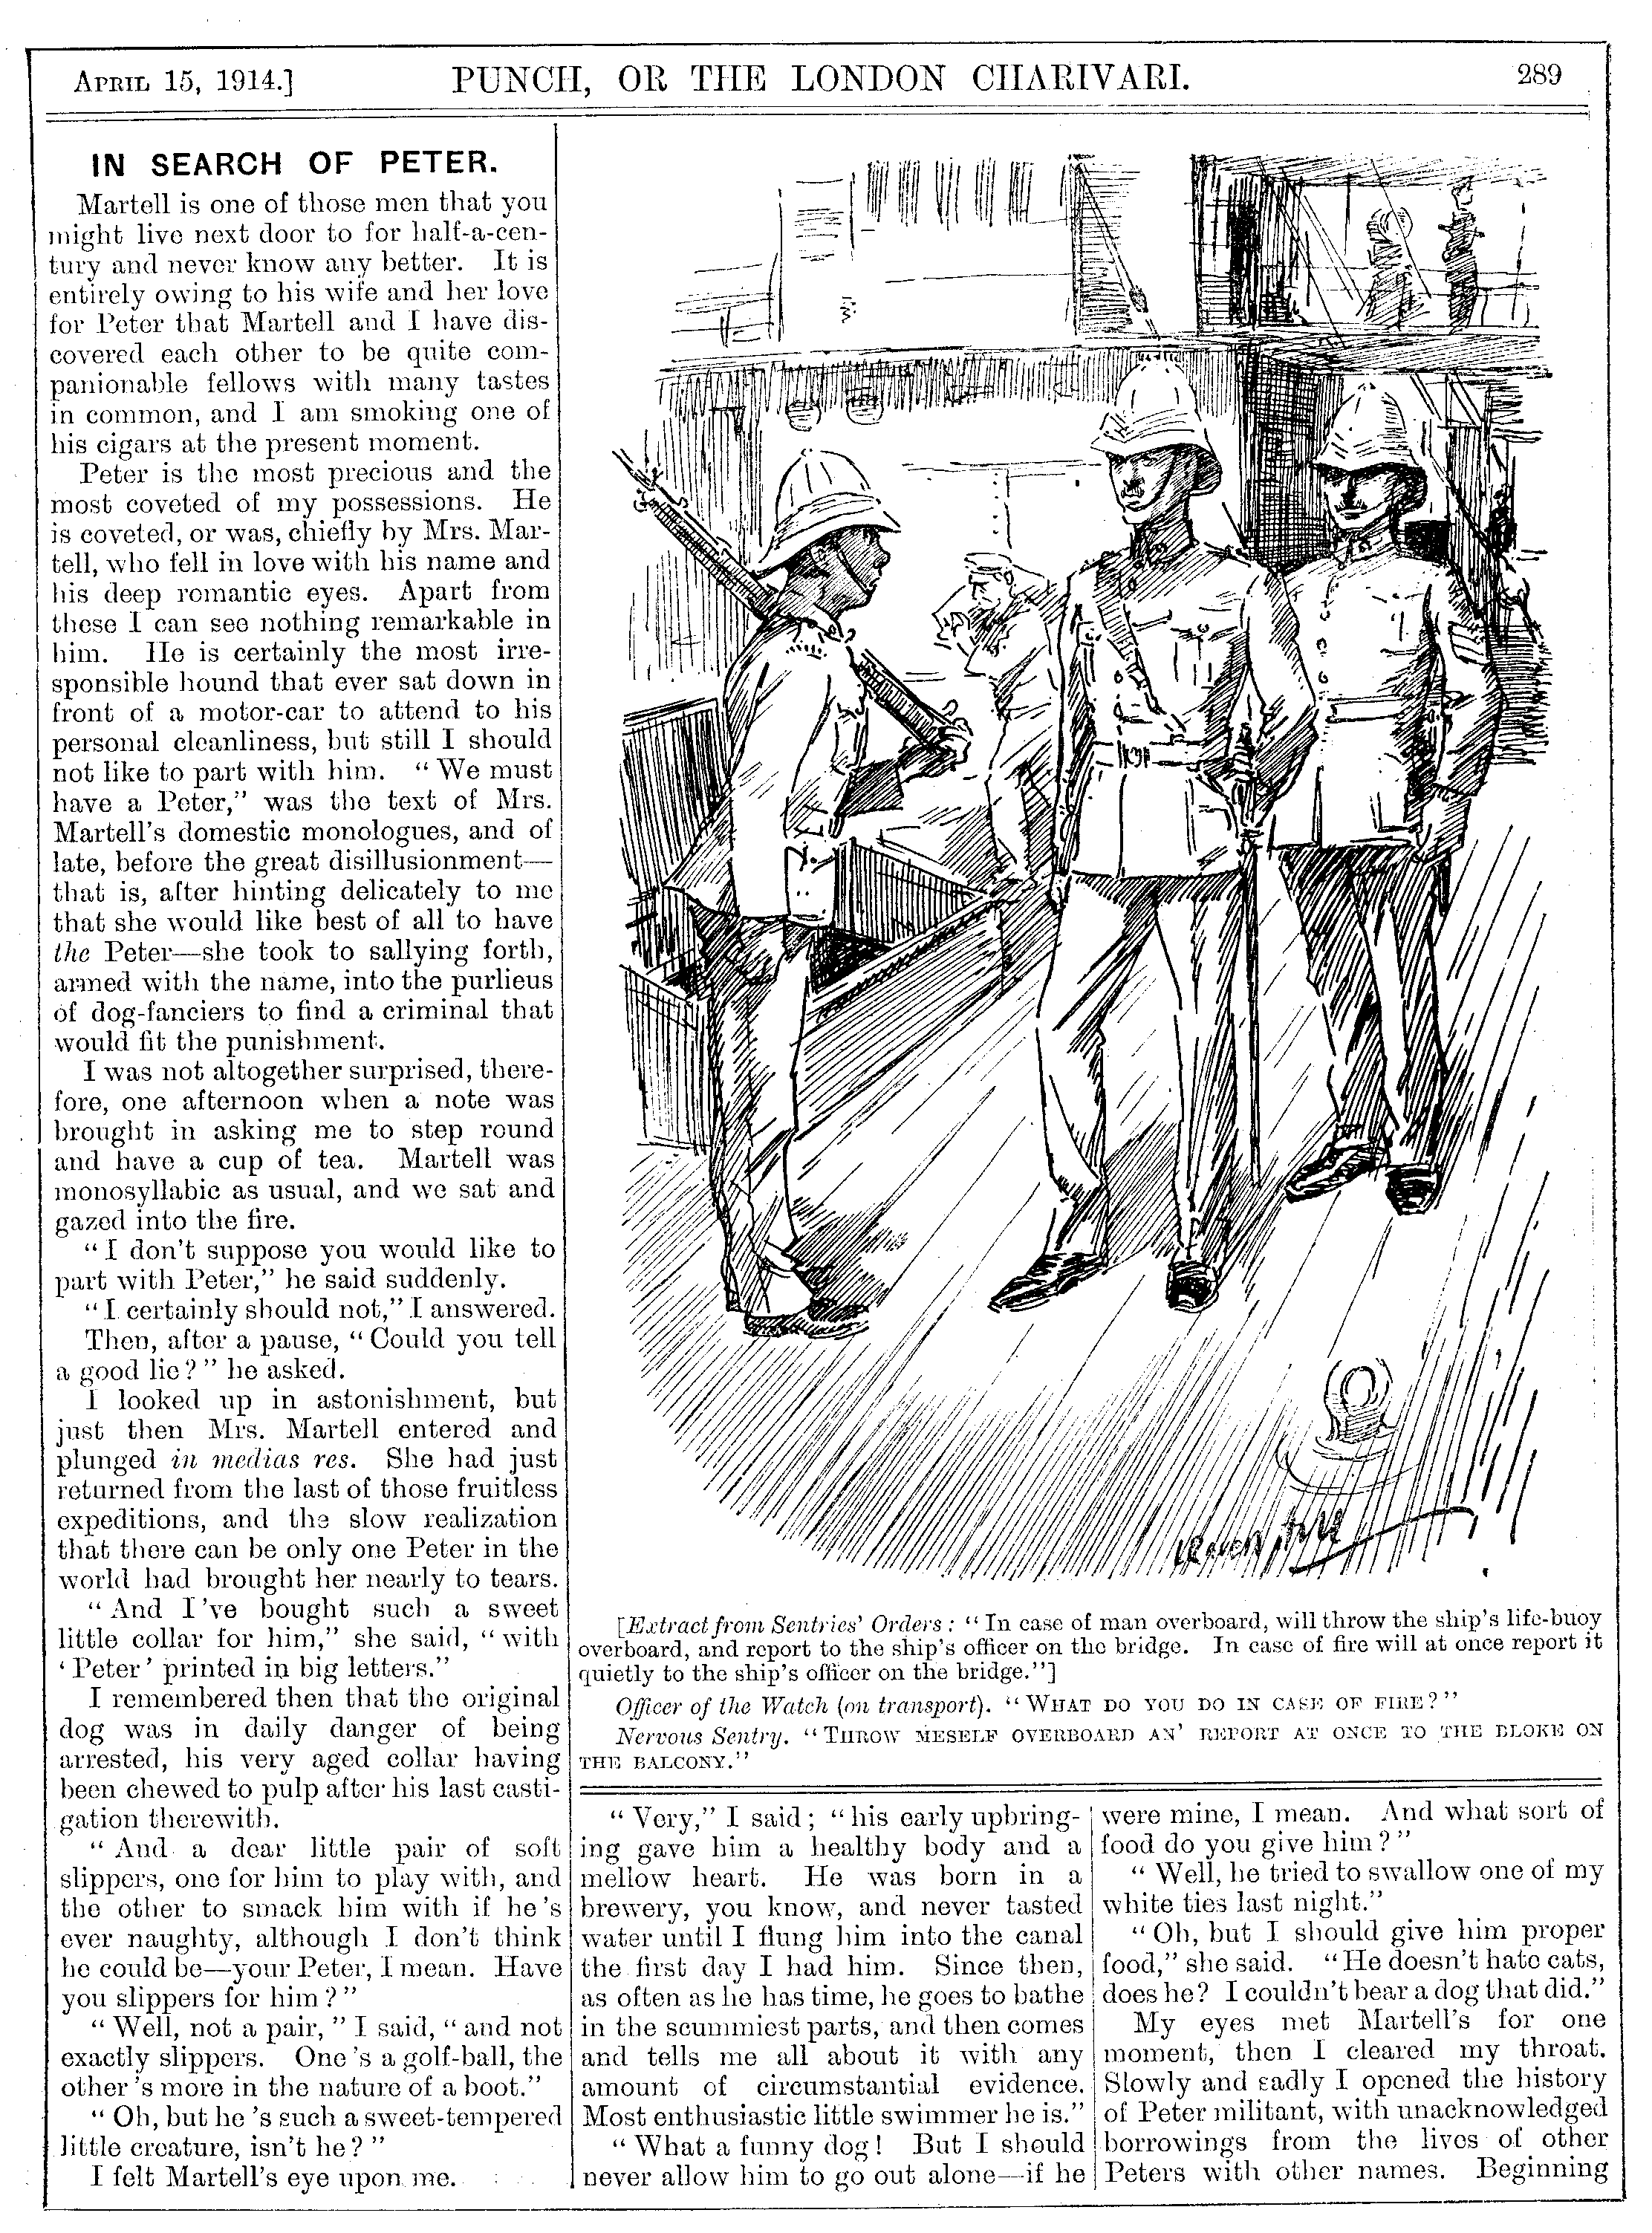 APRIL 15, 1914.]
PUNCH, OR THE LONDON CHARIVARI.
289
IN SEARCH OF PETER.
Martell is one of those men that you
might live next door to for half-a-cen-
tury and never know any better. It is
entirely owing to his wife and her love
for Peter that Martell and I have dis-
covered each other to be quite com-
panionable fellows with many tastes
in common, and I am smoking one of
his cigars at the present moment.
Peter is the most precious and the
most coveted of my possessions. He
is coveted, or was, chiefly by Mrs. Mar-
tell, who fell in love with his name and
his deep romantic eyes. Apart from
these I can see nothing remarkable in
him. He is certainly the most irre-
sponsible hound that ever sat down in
front of a motor-car to attend to his
personal cleanliness, but still I should
not like to part with him. "We must
have a Peter," was the text of Mrs.
Martell's domestic monologues, and of
late, before the great disillusionment—
that is, after hinting delicately to me
that she would like best of all to have
the Peter—she took to sallying forth,
armed with the name, into the purlieus
of dog-fanciers to find a criminal that
would fit the punishment.
I was not altogether surprised, there-
fore, one afternoon when a note was
brought in asking me to step round
and have a cup of tea. Martell was
monosyllabic as usual, and we sat and
gazed into the fire.
"I don't suppose you would like to
part with Peter," he said suddenly.
"I certainly should not," I answered.
Then, after a pause, "Could you tell
a good lie?" he asked.
I looked up in astonishment, but
just then Mrs. Martell entered and
plunged in medias res. She had just
returned from the last of those fruitless
expeditions, and the slow realization
that there can be only one Peter in the
world had brought her nearly to tears.
"And I've bought such a sweet
little collar for him," she said, "with
'Peter' printed in big letters."
I remembered then that the original
dog was in daily danger of being
arrested, his very aged collar having
been chewed to pulp after his last casti-
gation therewith.
"And a dear little pair of soft
slippers, one for him to play with, and
the other to smack him with if he's
ever naughty, although I don't think
he could be—your Peter, I mean. Have
you slippers for him?"
"Well, not a pair," I said, "and not
exactly slippers. One's a golf-ball, the
other's more in the nature of a boot."
"Oh, but he's such a sweet-tempered
little creature, isn't he?"
I felt Martell's eye upon me.
[Extract from Sentries' Orders: "In case of man overboard, will throw the ship's life-buoy
overboard, and report to the ship's officer on the bridge. In case of fire will at once report it
quietly to the ship's officer on the bridge."]
Officer of the Watch (on transport). "WHAT DO YOU DO IN CASE OF FIRE?"
Nervous Sentry. "THROW MESELF OVERBOARD AN' REPORT AT ONCE TO THE BLOKE ON
THE BALCONY."
"Very," I said; "his early upbring-
ing gave him a healthy body and a
mellow heart. He was born in a
brewery, you know, and never tasted
water until I flung him into the canal
the first day I had him. Since then,
as often as he has time, he goes to bathe
in the scummiest parts, and then comes
and tells me all about it with any
amount of circumstantial evidence.
Most enthusiastic little swimmer he is."
"What a funny dog! But I should
never allow him to go out alone—if he
were mine, I mean. And what sort of
food do you give him?"
"Well, he tried to swallow one of my
white ties last night."
"Oh, but I should give him proper
food," she said. "He doesn't hate cats,
does he? I couldn't bear a dog that did."
My eyes met Martell's for one
moment, then I cleared my throat.
Slowly and sadly I opened the history
of Peter militant, with unacknowledged
borrowings from the lives of other
Peters with other names. Beginning